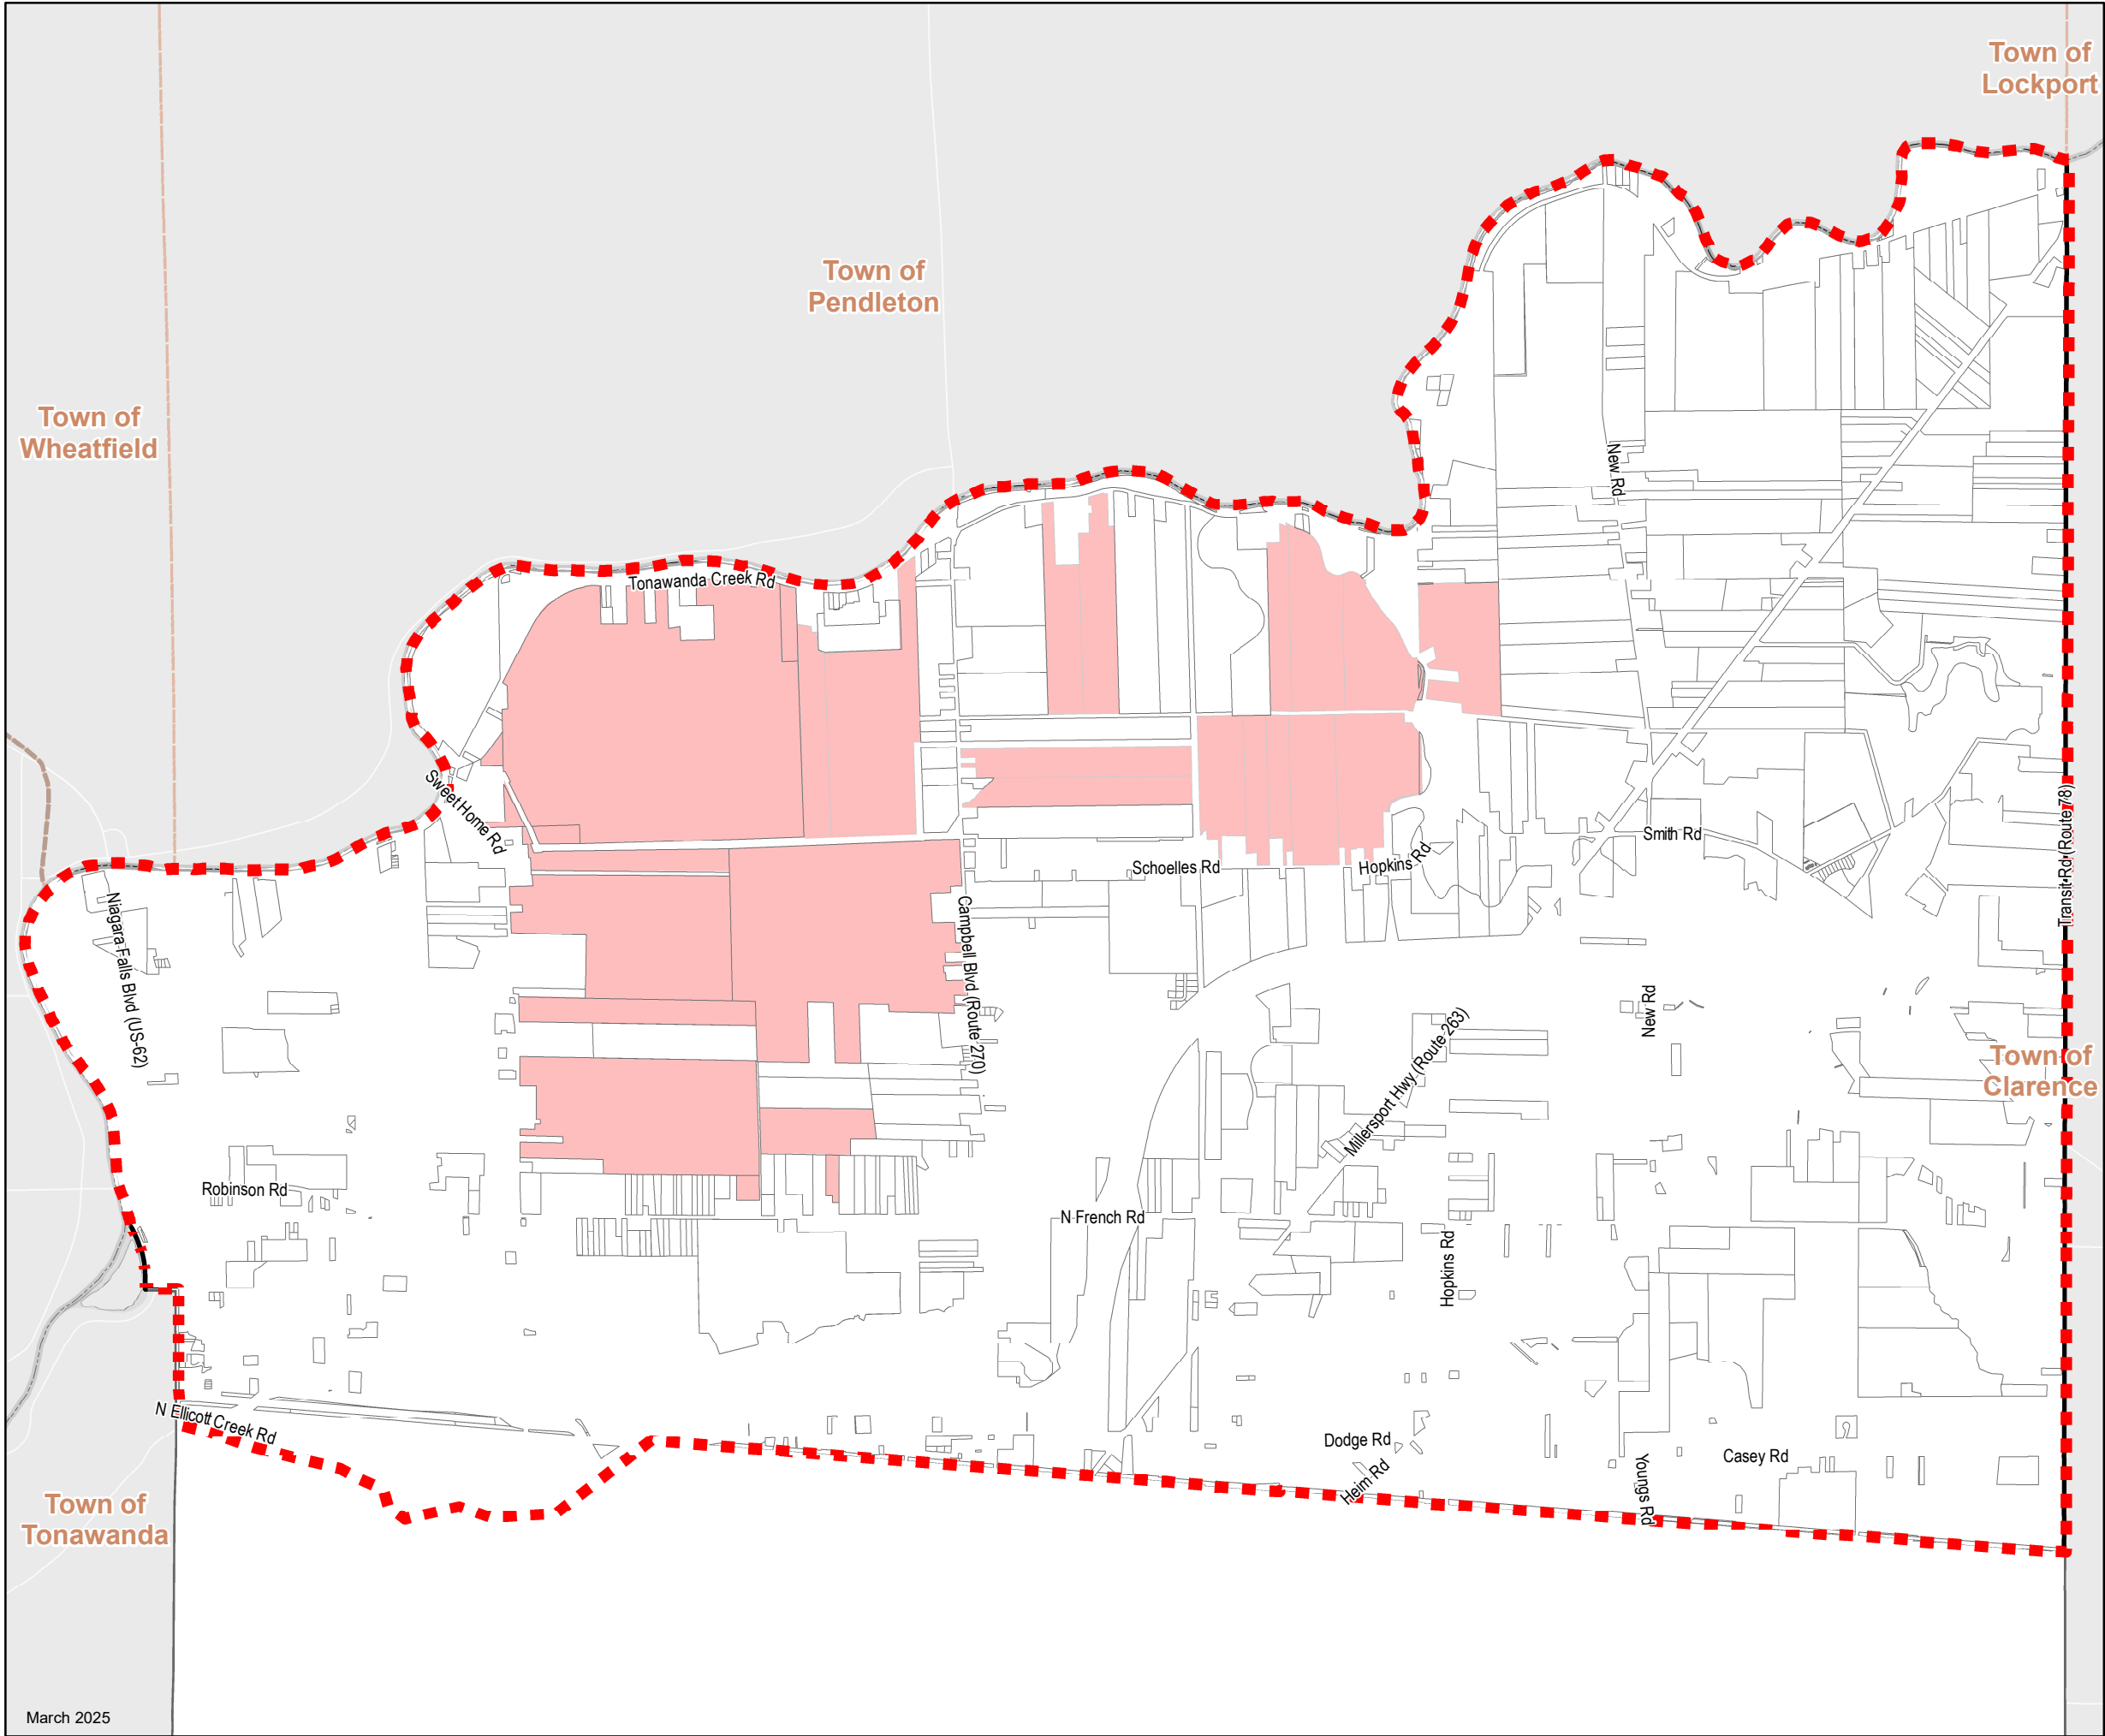 Town of
Lockport
Town of
Pendleton
Town of
Wheatfield
New Rd
Tonawanda Creek Rd
Sweet Home Rd
Transit Rd (Route 78)
Smith Rd
Schoelles Rd
Hopkins Rd
Niagara Falls Blvd (US-62)
Campbell Blvd (Route 270)
New Rd
Millersport Hwy (Route 263)
Town of
Clarence
Robinson Rd
N French Rd
Hopkins Rd
N Ellicott Creek Rd
Dodge Rd
Heim Rd
Youngs Rd
Casey Rd
Town of
Tonawanda
March 2025